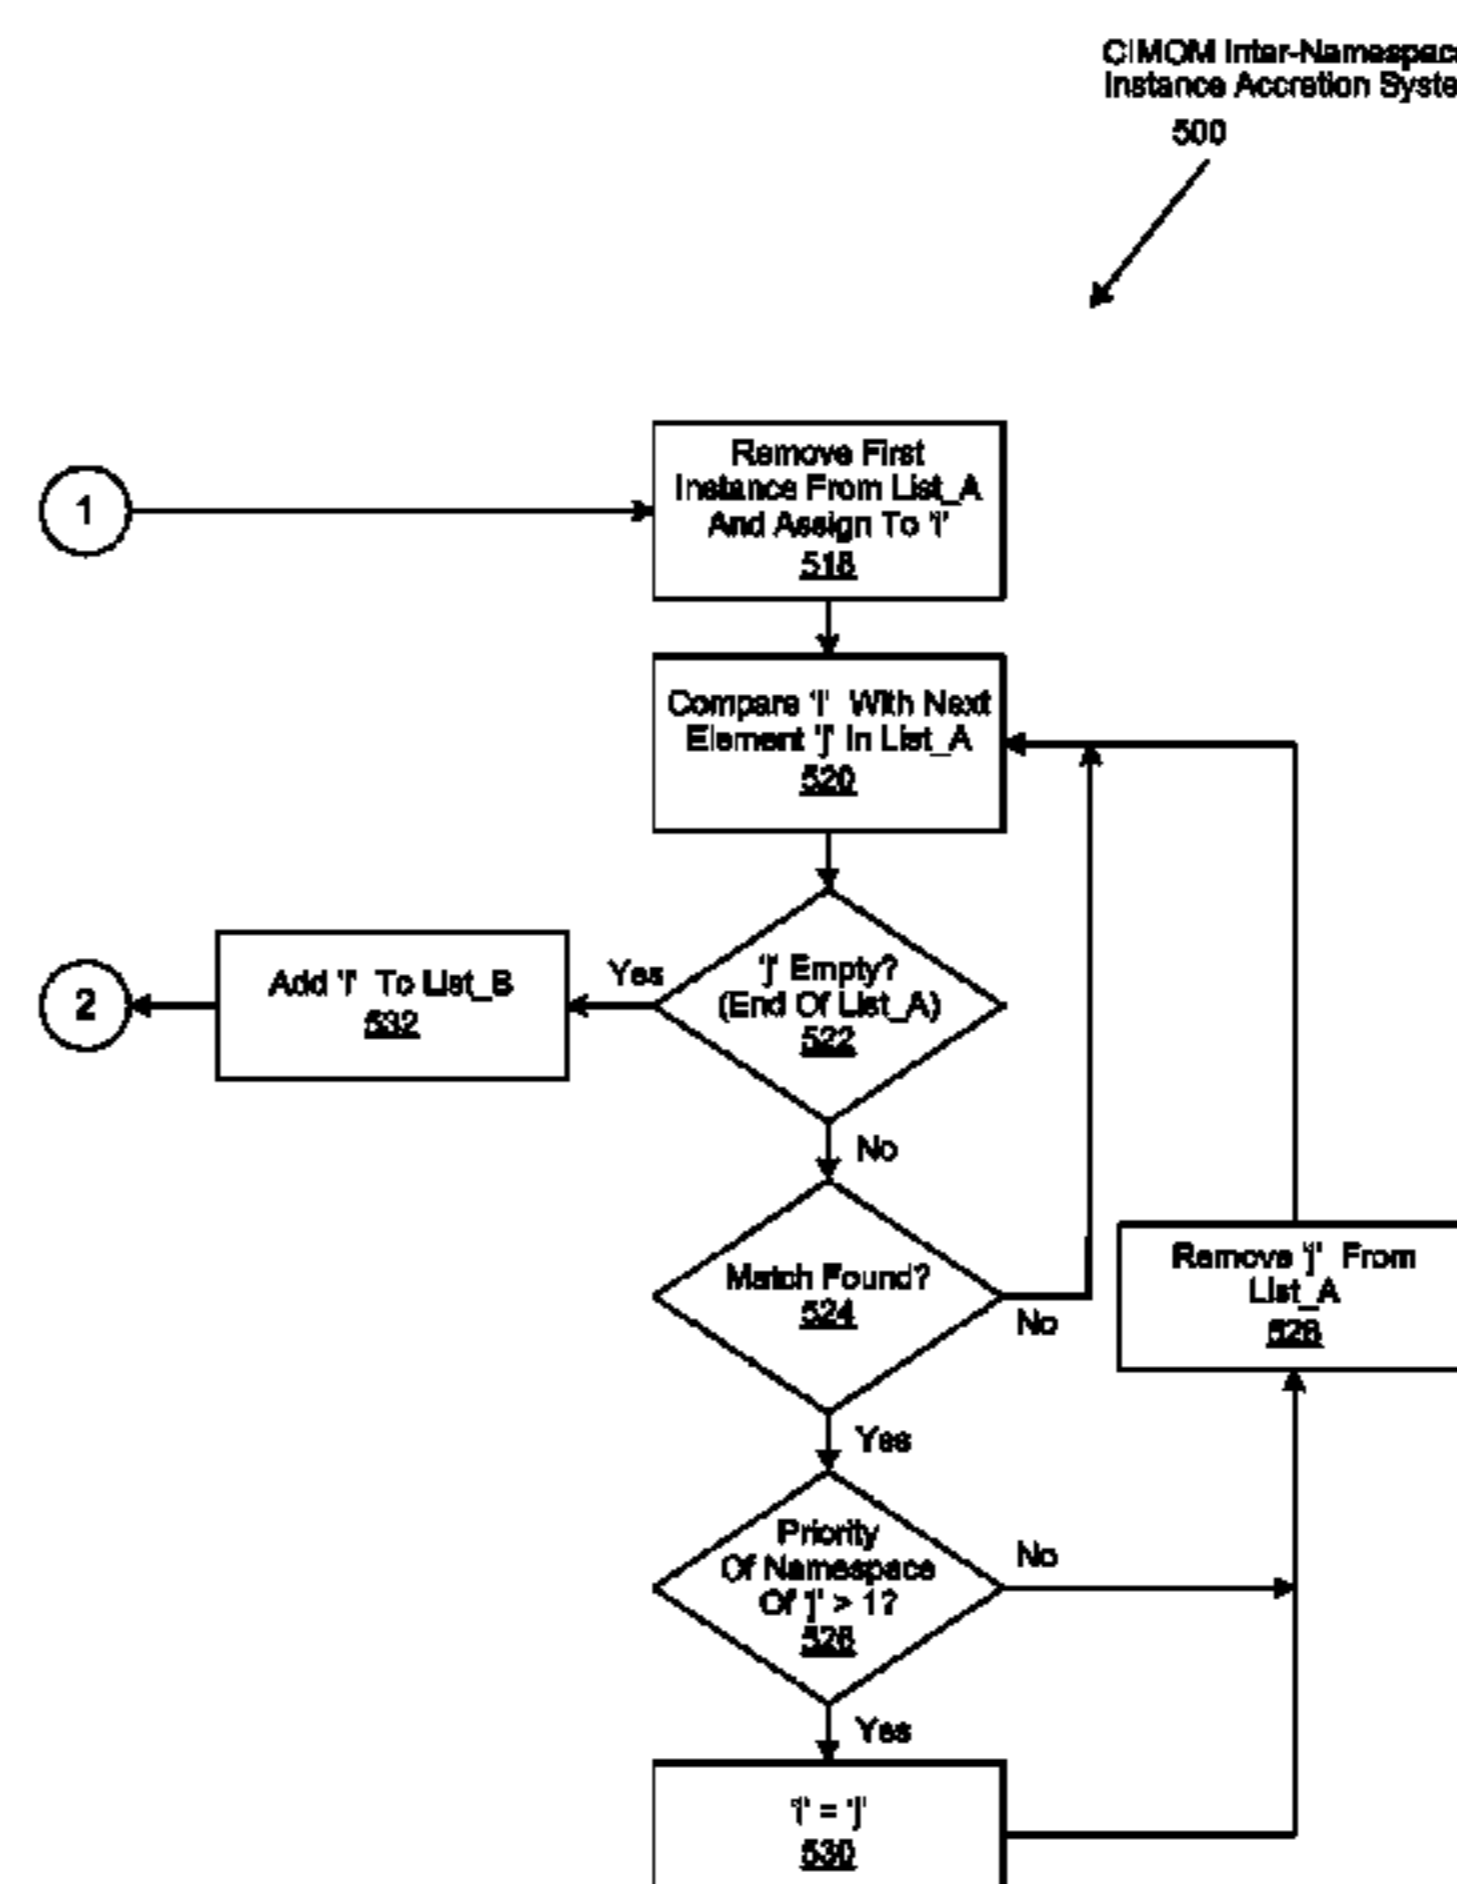 CIMOM Inter-Namespace
Instance Accretion Syste
500
1
Remove First
Instance From List_A
And Assign To 'i'
518
Compare 'i' With Next
Element 'j' In List_A
520
2
Add 'i' To List_B
532
Yes
'j' Empty?
(End Of List_A)
522
No
Match Found?
524
No
Remove 'j' From
List_A
528
Yes
Priority
Of Namespace
Of 'j' > 1?
526
No
Yes
'i' = 'j'
530